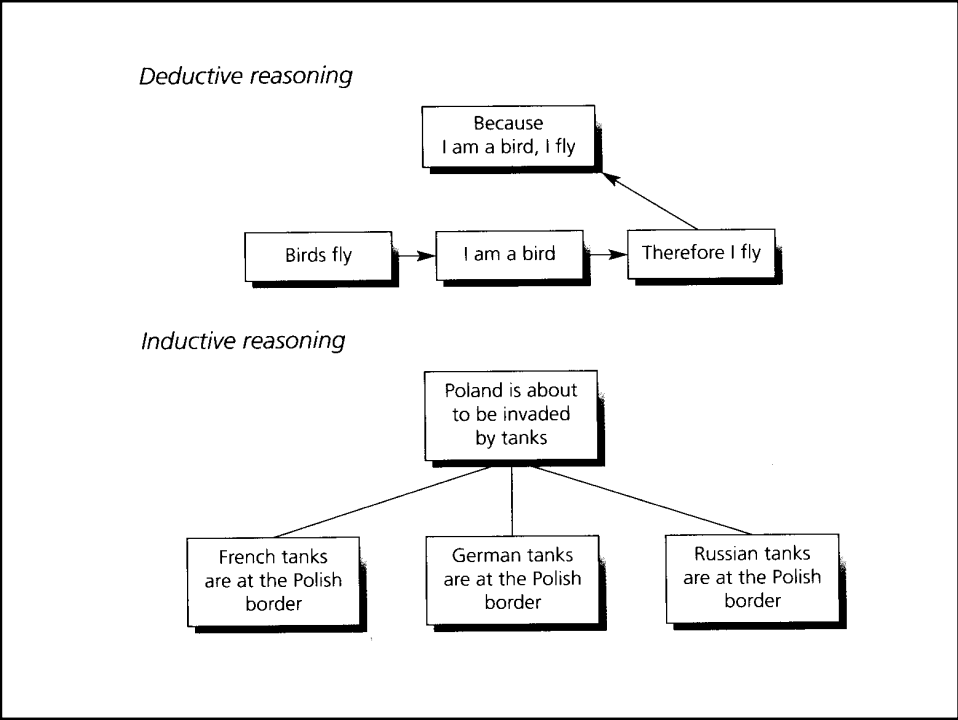 Deductive reasoning
Because
I am a bird, I fly
Birds fly
I am a bird
Therefore I fly
Inductive reasoning
Poland is about
to be invaded
by tanks
French tanks
are at the Polish
border
German tanks
are at the Polish
border
Russian tanks
are at the Polish
border